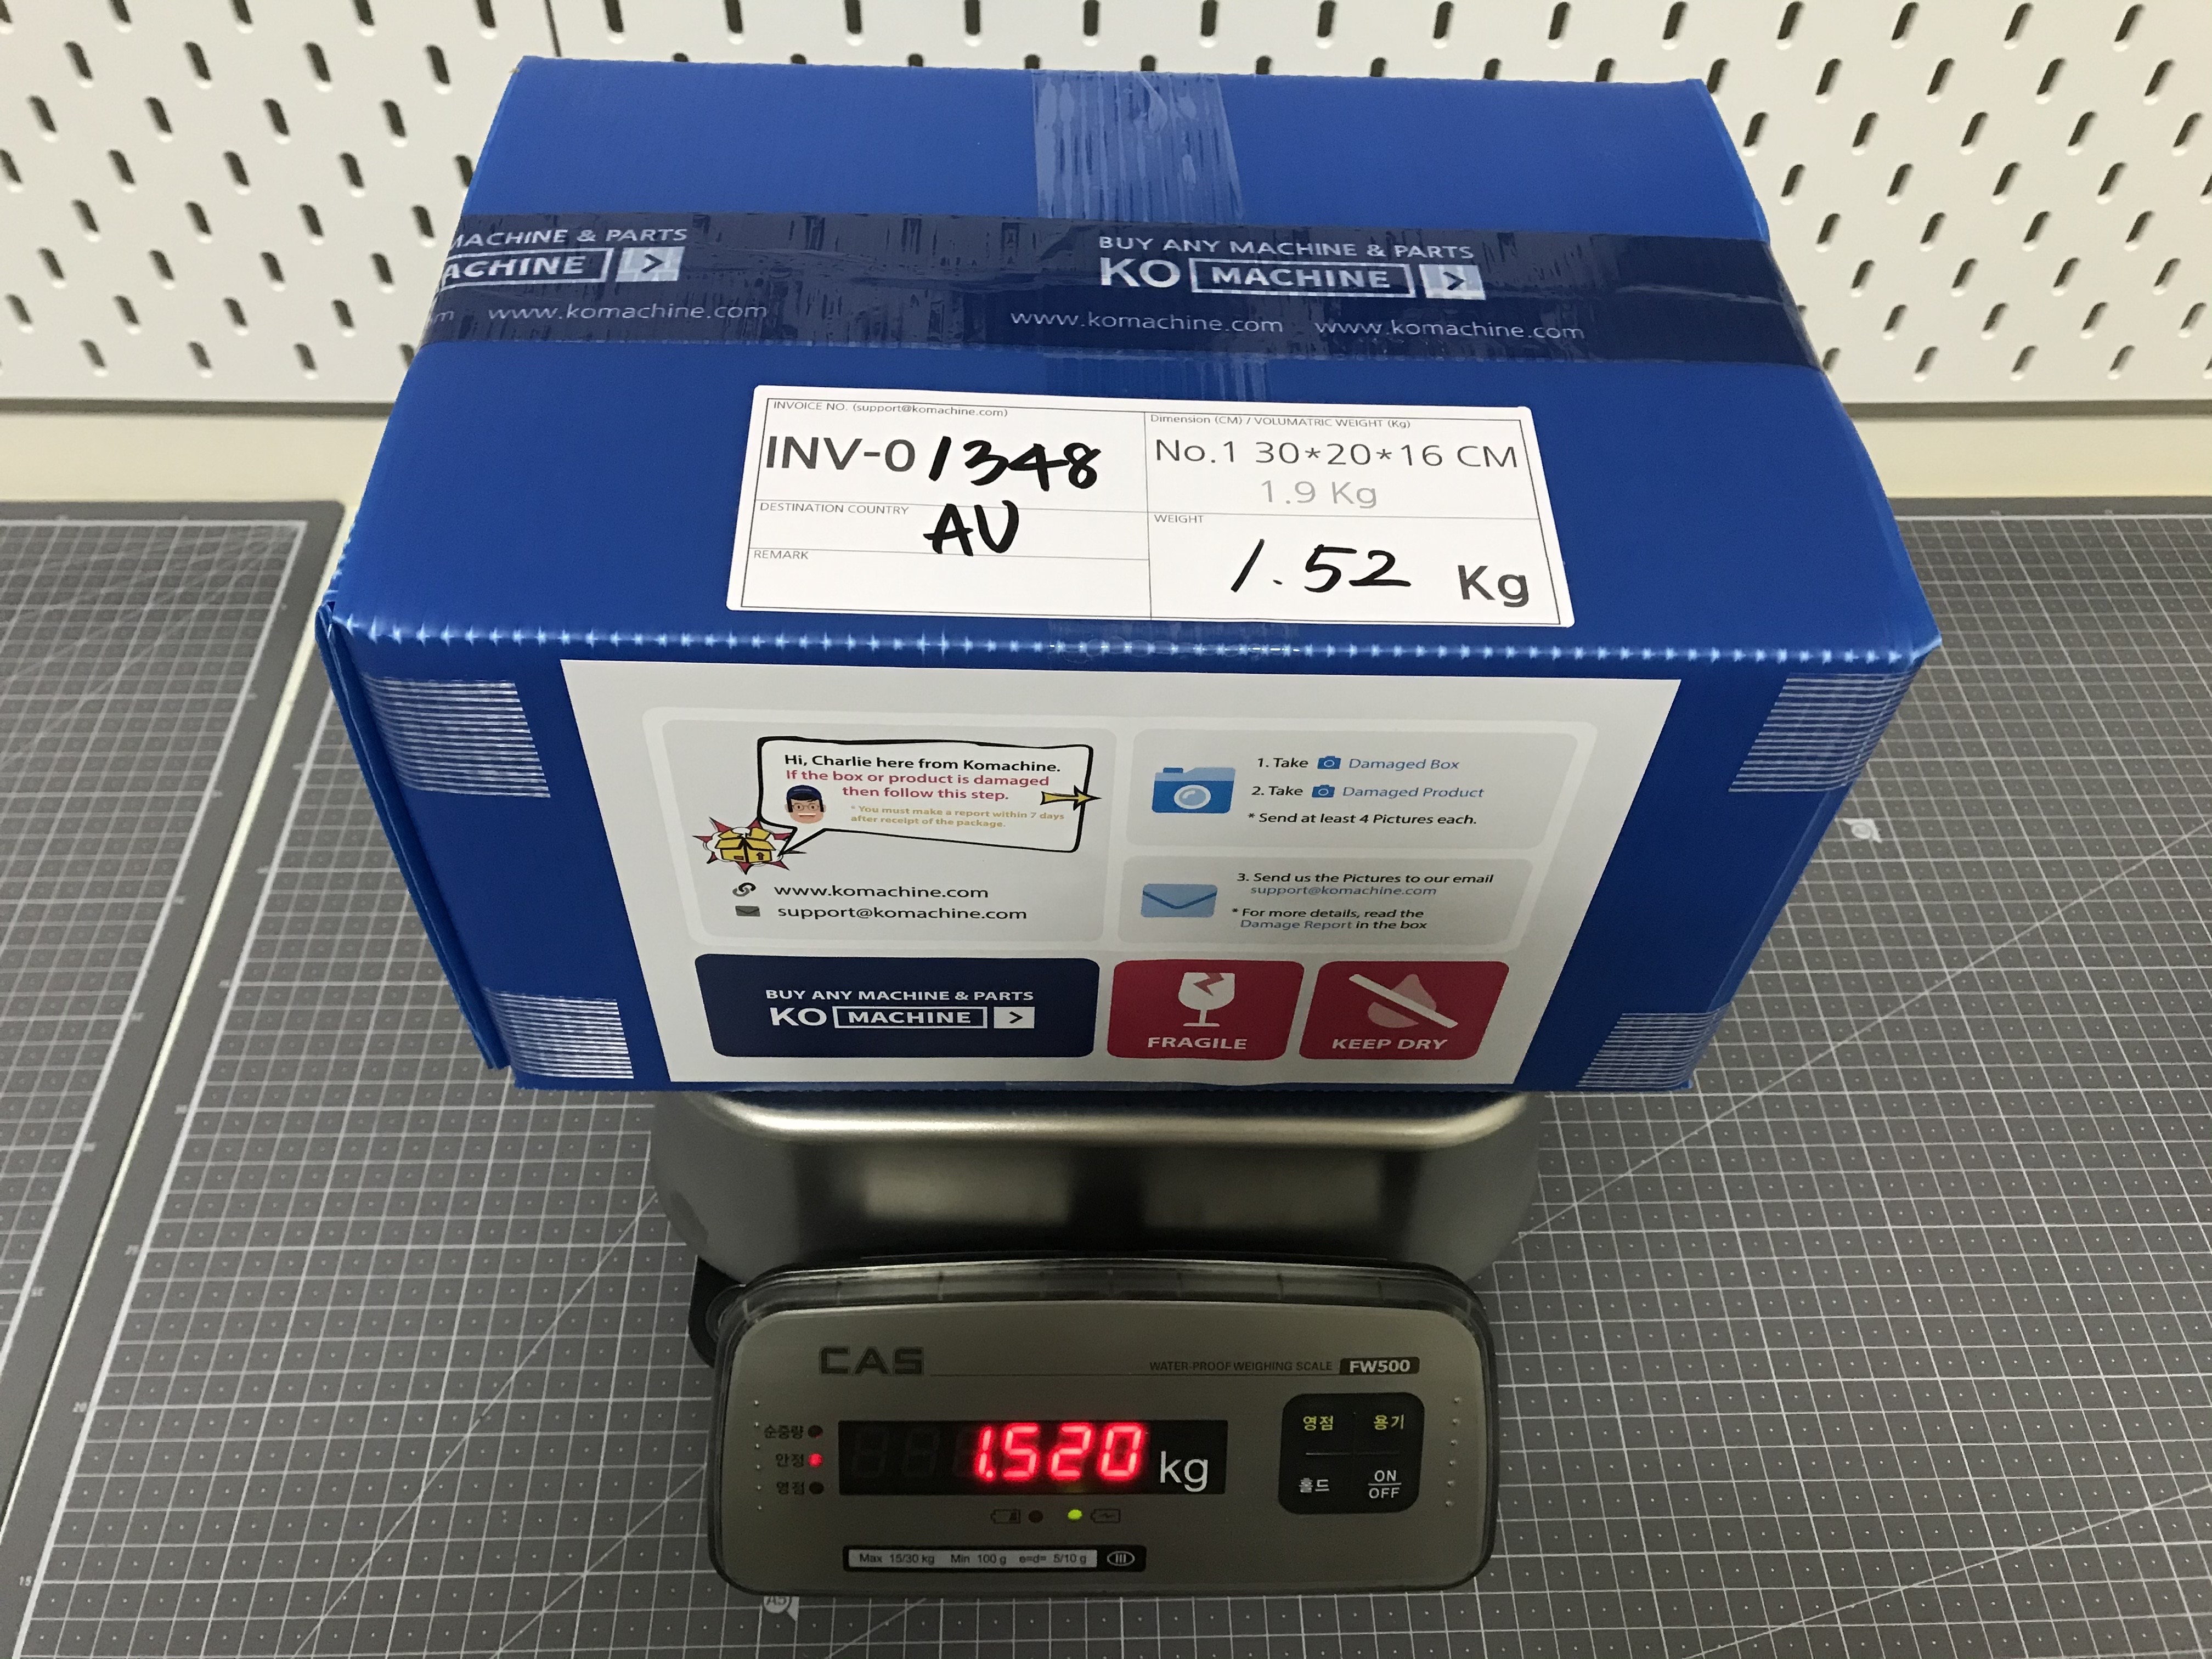 MACHINE & PARTS
ACHINE >
m www.komachine.com
BUY ANY MACHINE & PARTS
KO MACHINE >
www.komachine.com www.komachine.com
INVOICE NO. (support@komachine.com)
INV-01348
DESTINATION COUNTRY
AU
REMARK
Dimension (CM) / VOLUMATRIC WEIGHT (Kg)
No.1 30*20*16 CM
1.9 Kg
WEIGHT
1.52 Kg
Hi, Charlie here from Komachine.
If the box or product is damaged
then follow this step.
* You must make a report within 7 days
after receipt of the package.
www.komachine.com
support@komachine.com
1. Take Damaged Box
2. Take Damaged Product
* Send at least 4 Pictures each.
3. Send us the Pictures to our email
support@komachine.com
* For more details, read the
Damage Report in the box
BUY ANY MACHINE & PARTS
KO MACHINE >
FRAGILE
KEEP DRY
CAS
WATER-PROOF WEIGHING SCALE FW500
순중량
안정
영점
1.520 kg
영점 용기
홀드 ON OFF
Max 15/30 kg Min 100 g e=d= 5/10 g III
A5
25
20
15